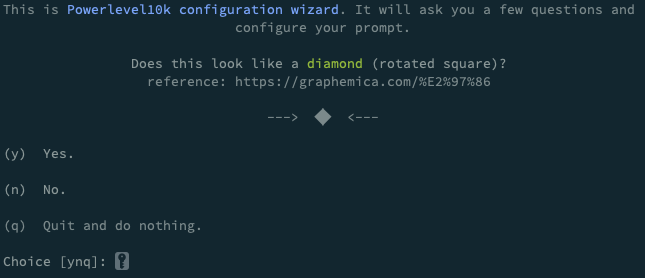 This is Powerlevel10k configuration wizard. It will ask you a few questions and
configure your prompt.
Does this look like a diamond (rotated square)?
reference: https://graphemica.com/%E2%97%86
---> ◆ <---
(y) Yes.
(n) No.
(q) Quit and do nothing.
Choice [ynq]: